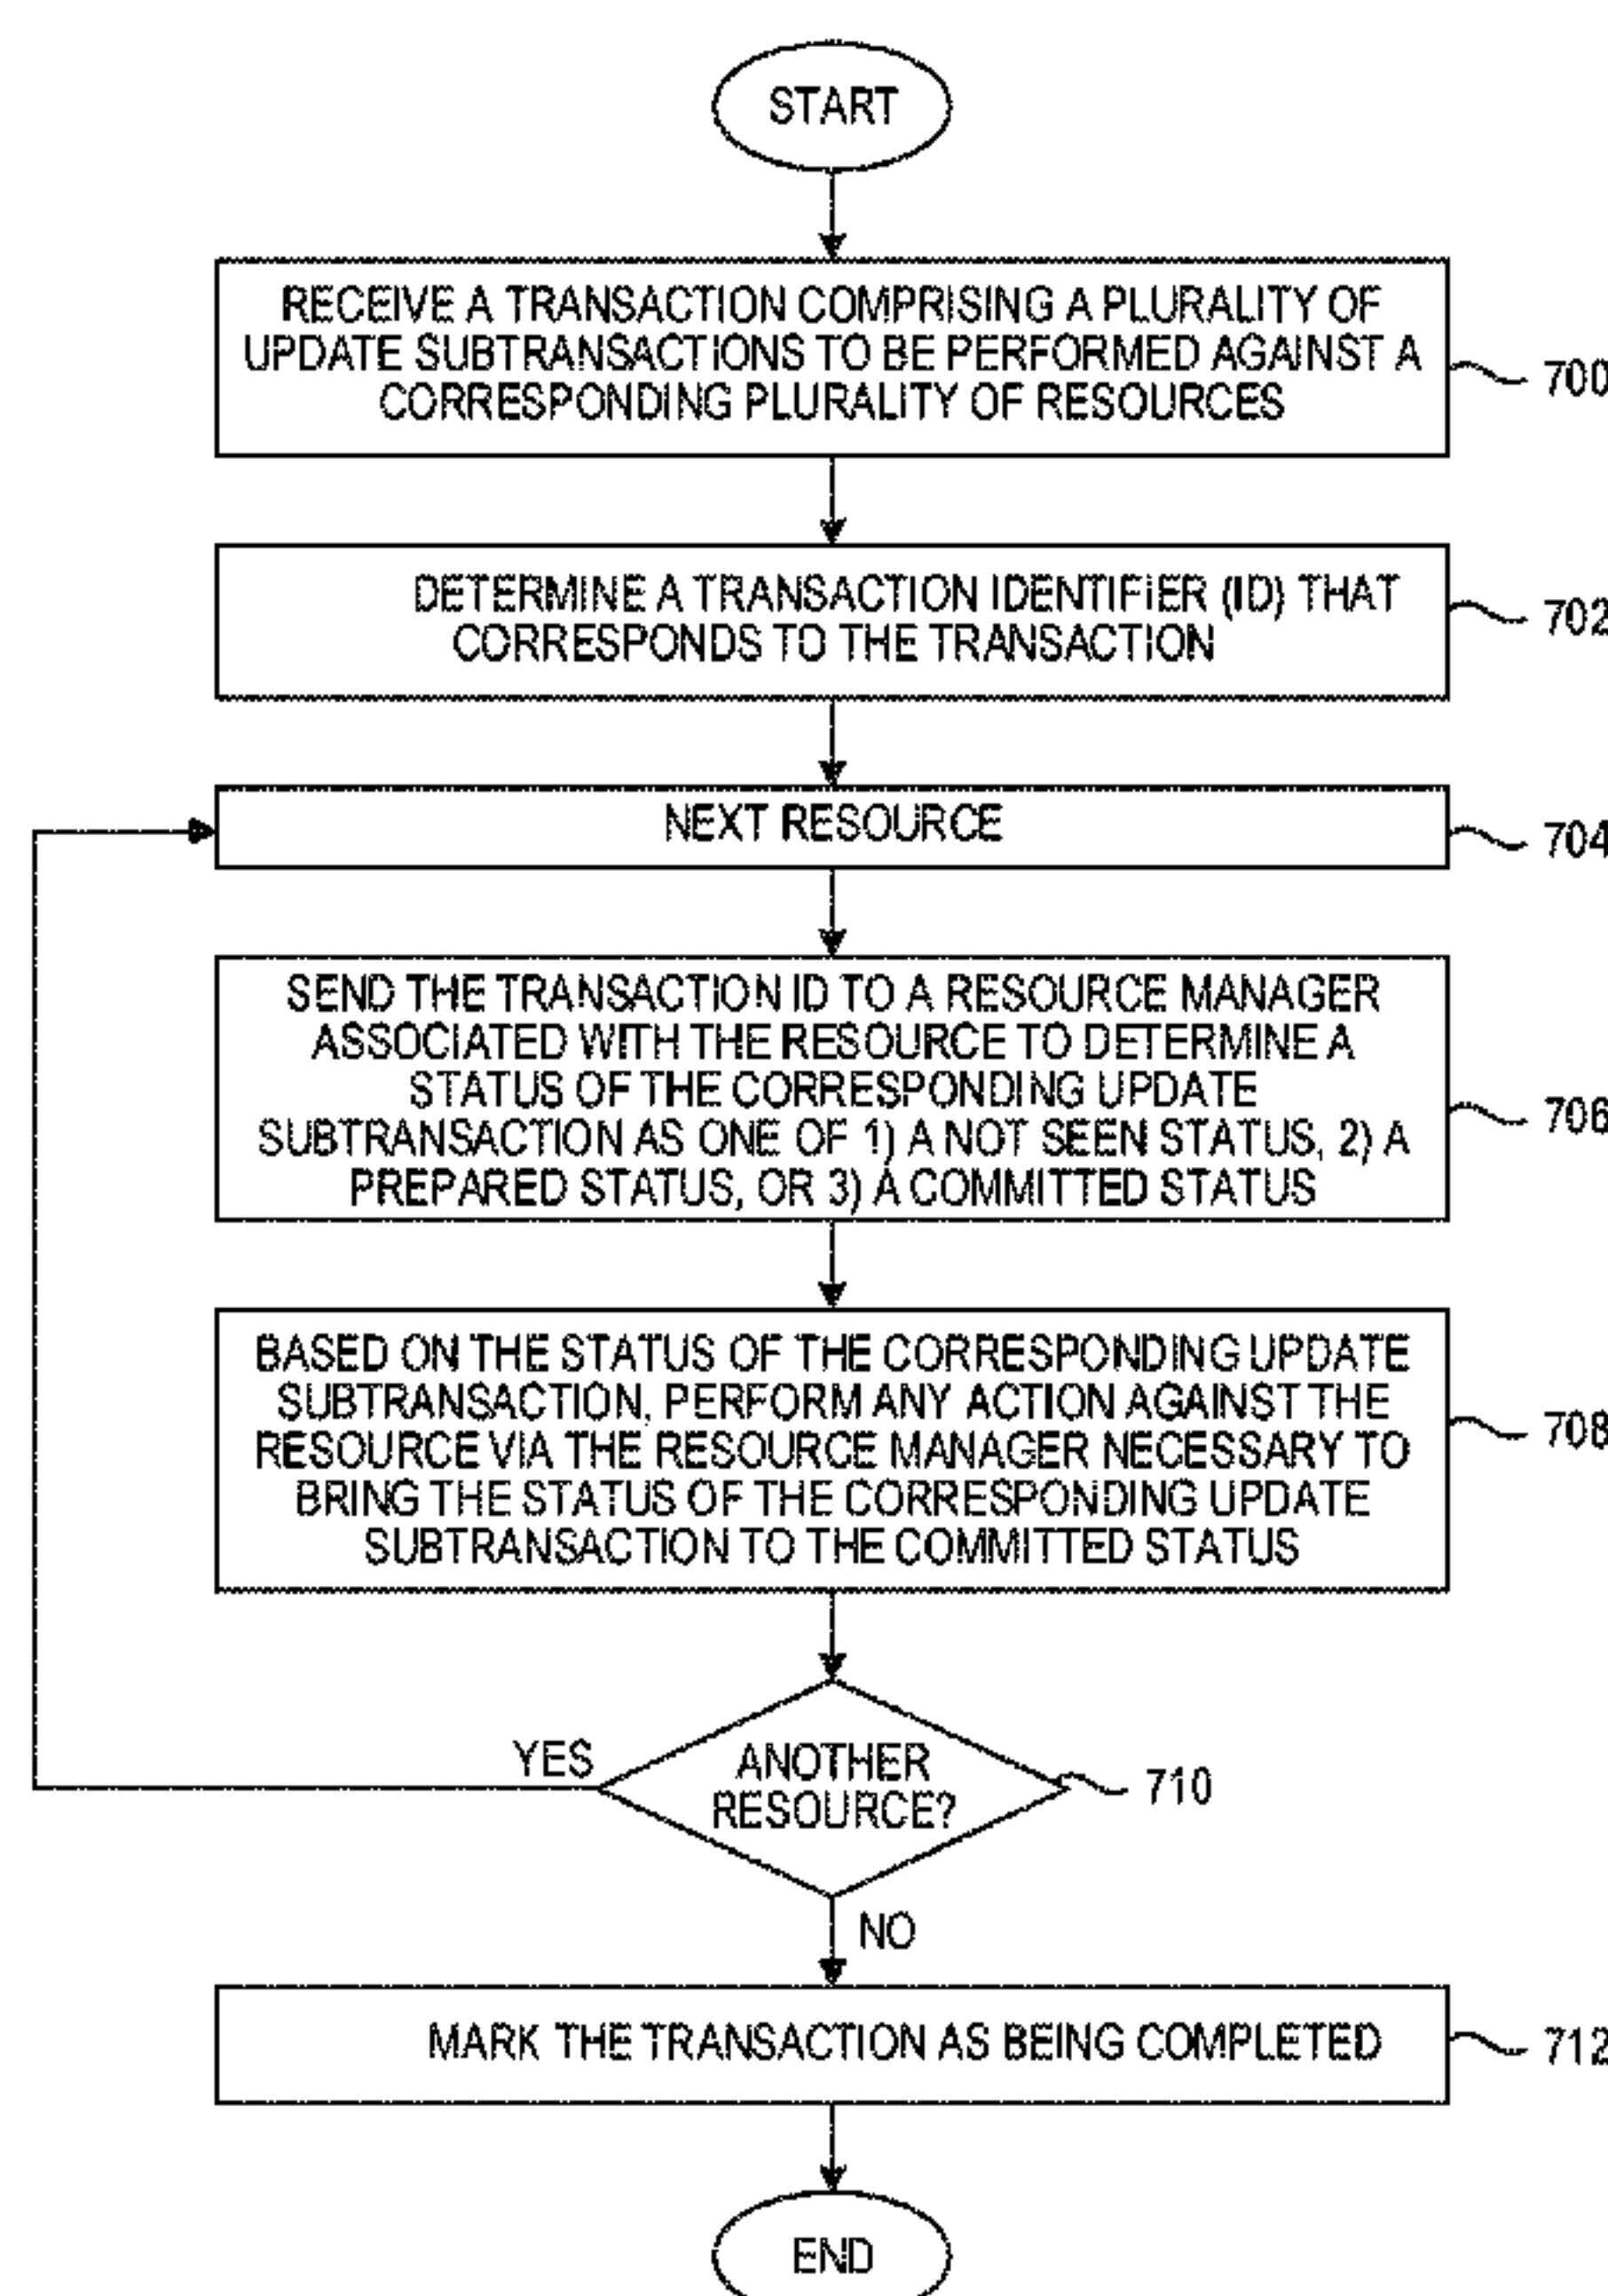 START
RECEIVE A TRANSACTION COMPRISING A PLURALITY OF
UPDATE SUBTRANSACTIONS TO BE PERFORMED AGAINST A
CORRESPONDING PLURALITY OF RESOURCES
700
DETERMINE A TRANSACTION IDENTIFIER (ID) THAT
CORRESPONDS TO THE TRANSACTION
702
NEXT RESOURCE
704
SEND THE TRANSACTION ID TO A RESOURCE MANAGER
ASSOCIATED WITH THE RESOURCE TO DETERMINE A
STATUS OF THE CORRESPONDING UPDATE
SUBTRANSACTION AS ONE OF 1) A NOT SEEN STATUS, 2) A
PREPARED STATUS, OR 3) A COMMITTED STATUS
706
BASED ON THE STATUS OF THE CORRESPONDING UPDATE
SUBTRANSACTION, PERFORM ANY ACTION AGAINST THE
RESOURCE VIA THE RESOURCE MANAGER NECESSARY TO
BRING THE STATUS OF THE CORRESPONDING UPDATE
SUBTRANSACTION TO THE COMMITTED STATUS
708
YES
ANOTHER
RESOURCE?
710
NO
MARK THE TRANSACTION AS BEING COMPLETED
712
END